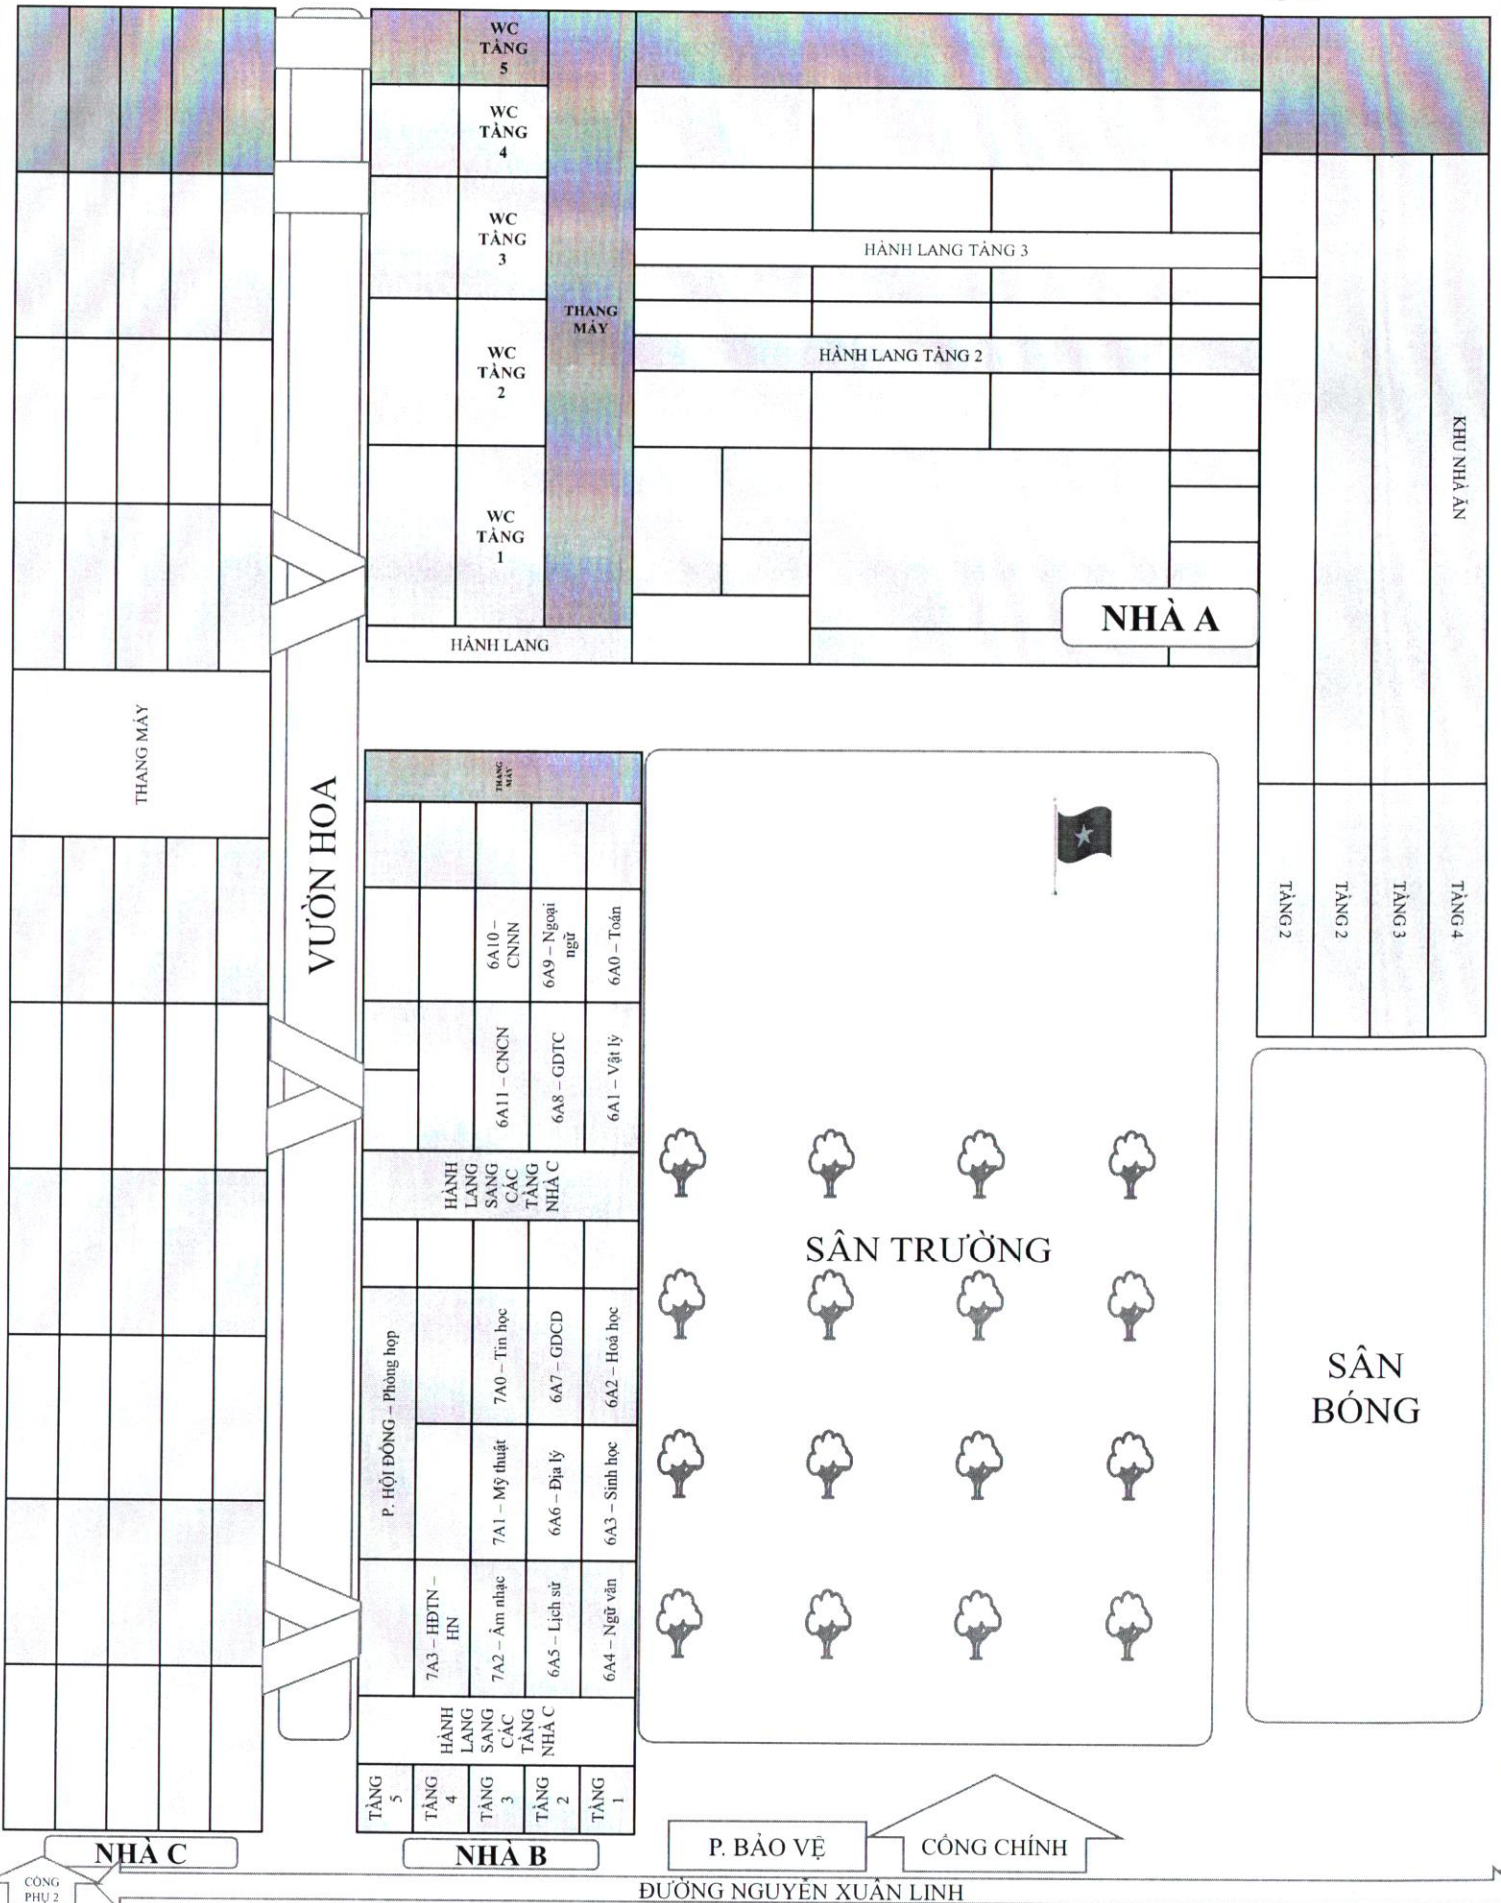 WC
TẦNG
5
WC
TẦNG
4
WC
TẦNG
3
WC
TẦNG
2
WC
TẦNG
1
THANG
MÁY
HÀNH LANG
HÀNH LANG TẦNG 3
HÀNH LANG TẦNG 2
NHÀ A
KHU NHÀ ĂN
TẦNG 2
TẦNG 2
TẦNG 3
TẦNG 4
THANG MÁY
VƯỜN HOA
THANG
MÁY
6A10 –
CNNN
6A9 – Ngoại
ngữ
6A0 – Toán
6A11 – CNCN
6A8 – GDTC
6A1 – Vật lý
HÀNH
LANG
SANG
CÁC
TẦNG
NHÀ C
P. HỘI ĐỒNG – Phòng họp
7A0 – Tin học
6A7 – GDCD
6A2 – Hoá học
7A1 – Mỹ thuật
6A6 – Địa lý
6A3 – Sinh học
7A3 – HĐTN –
HN
7A2 – Âm nhạc
6A5 – Lịch sử
6A4 – Ngữ văn
HÀNH
LANG
SANG
CÁC
TẦNG
NHÀ C
TẦNG
5
TẦNG
4
TẦNG
3
TẦNG
2
TẦNG
1
SÂN TRƯỜNG
SÂN
BÓNG
NHÀ C
NHÀ B
P. BẢO VỆ
CỔNG CHÍNH
CỔNG
PHỤ 2
ĐƯỜNG NGUYỄN XUÂN LINH